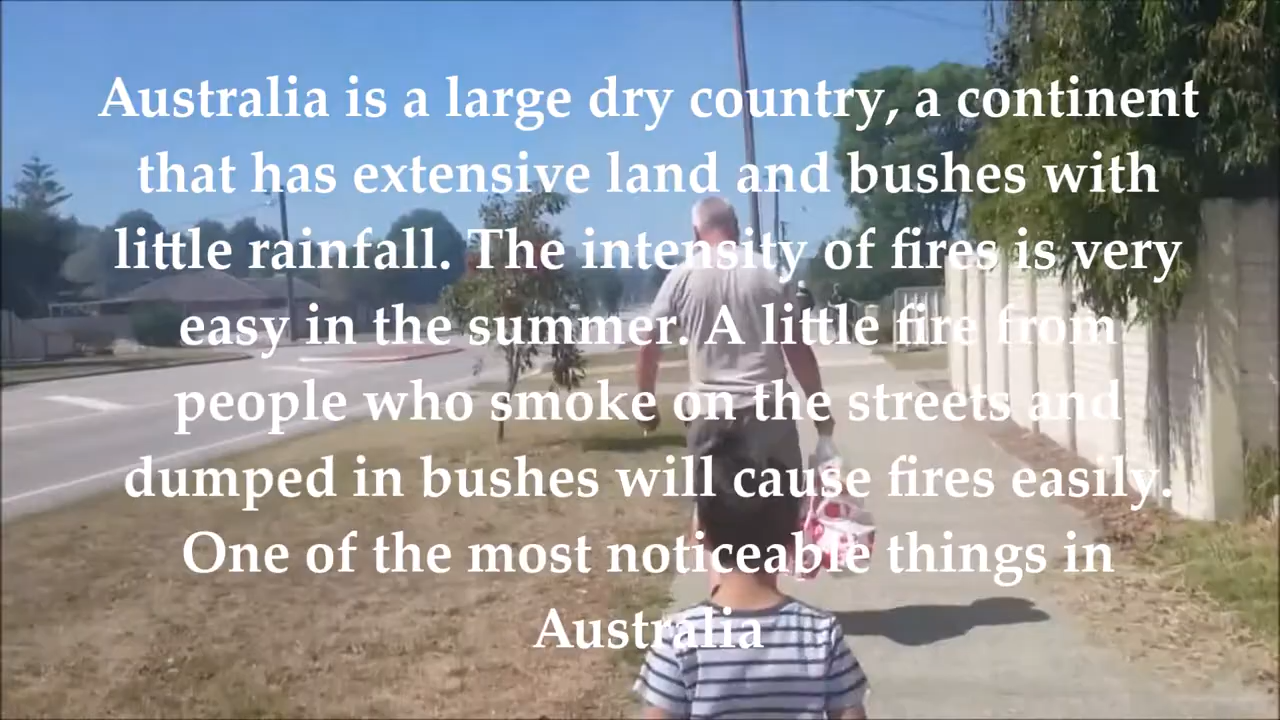 Australia is a large dry country, a continent
that has extensive land and bushes with
little rainfall. The intensity of fires is very
easy in the summer. A little fire from
people who smoke on the streets and
dumped in bushes will cause fires easily.
One of the most noticeable things in
Australia